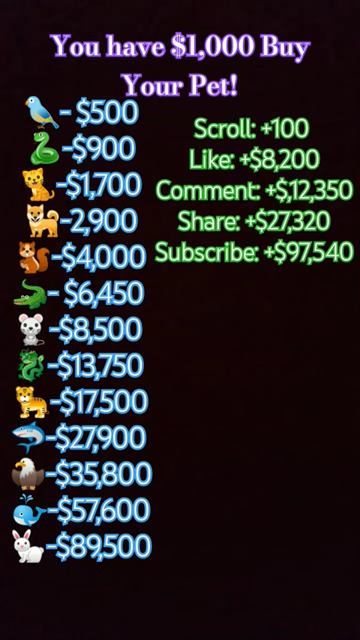 You have $1,000 Buy
Your Pet!
- $500
-$900
-$1,700
-2,900
-$4,000
- $6,450
-$8,500
-$13,750
-$17,500
-$27,900
-$35,800
-$57,600
-$89,500
Scroll: +100
Like: +$8,200
Comment: +$,12,350
Share: +$27,320
Subscribe: +$97,540